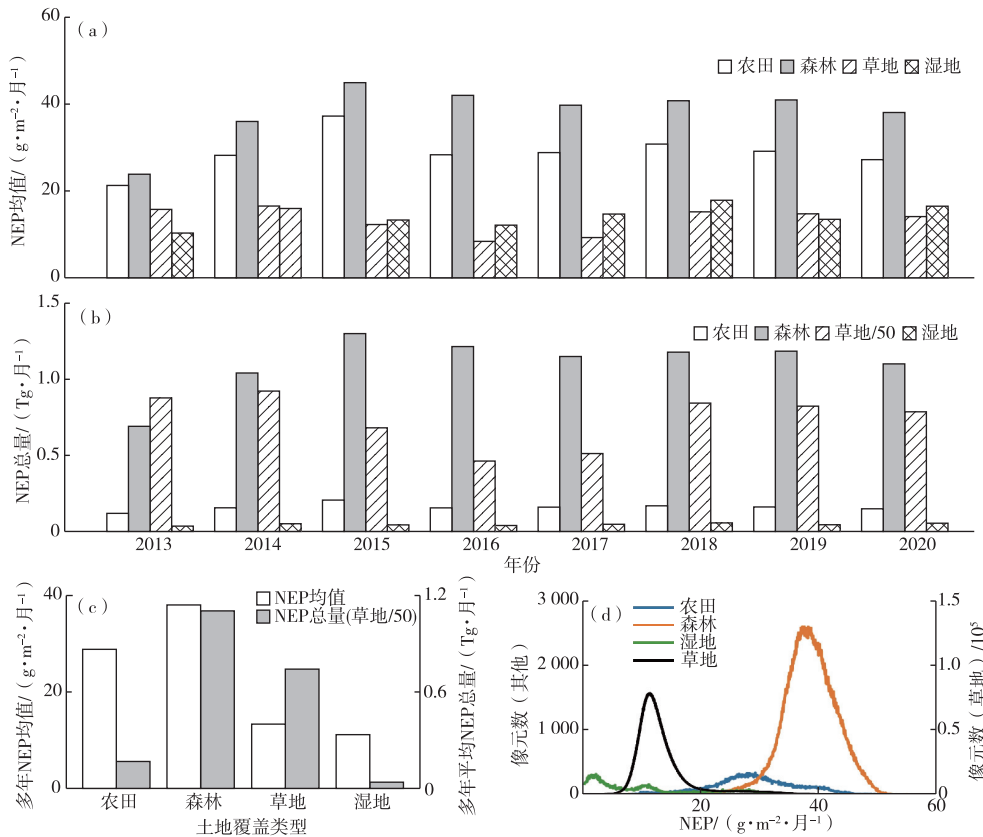 (a)
60
40
20
0
NEP均值/(g·m⁻²·月⁻¹)
农田 森林 草地 湿地
(b)
1.5
1.0
0.5
0
NEP总量/(Tg·月⁻¹)
农田 森林 草地/50 湿地
2013 2014 2015 2016 2017 2018 2019 2020
年份
(c)
40
20
0
多年NEP均值/(g·m⁻²·月⁻¹)
NEP均值
NEP总量(草地/50)
1.2
0.6
0
多年平均NEP总量/(Tg·月⁻¹)
农田 森林 草地 湿地
土地覆盖类型
(d)
3 000
2 000
1 000
0
像元数(其他)
农田
森林
湿地
草地
1.5
1.0
0.5
0
像元数(草地)/10⁵
20 40 60
NEP/(g·m⁻²·月⁻¹)